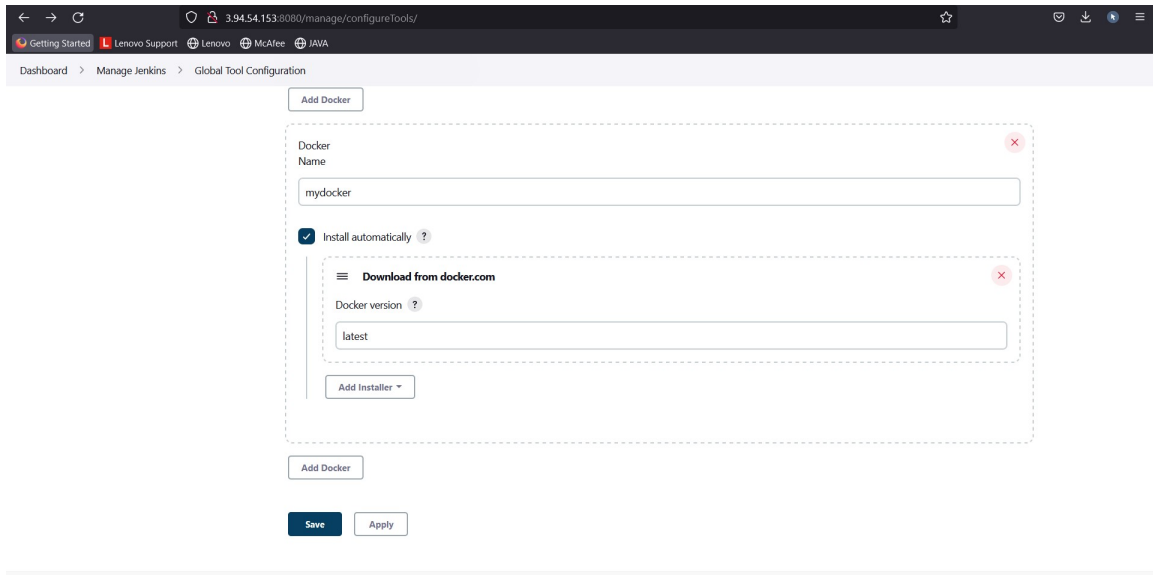 3.94.54.153:8080/manage/configureTools/
Getting Started L Lenovo Support Lenovo McAfee JAVA
Dashboard > Manage Jenkins > Global Tool Configuration
Add Docker
Docker
Name
mydocker
Install automatically ?
Download from docker.com
Docker version ?
latest
Add Installer
Add Docker
Save Apply